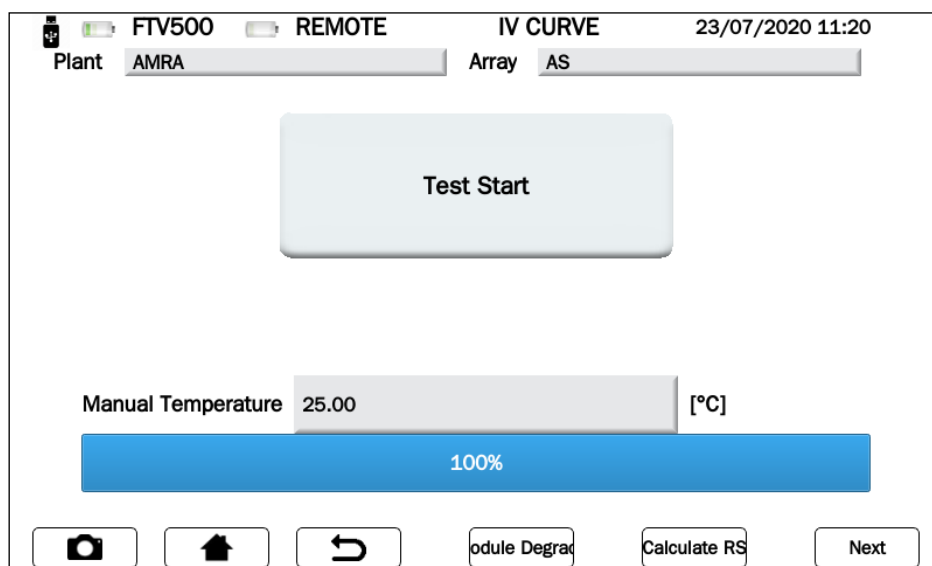 FTV500 REMOTE IV CURVE 23/07/2020 11:20
Plant AMRA Array AS
Test Start
Manual Temperature 25.00 [°C]
100%
odule Degrad Calculate RS Next